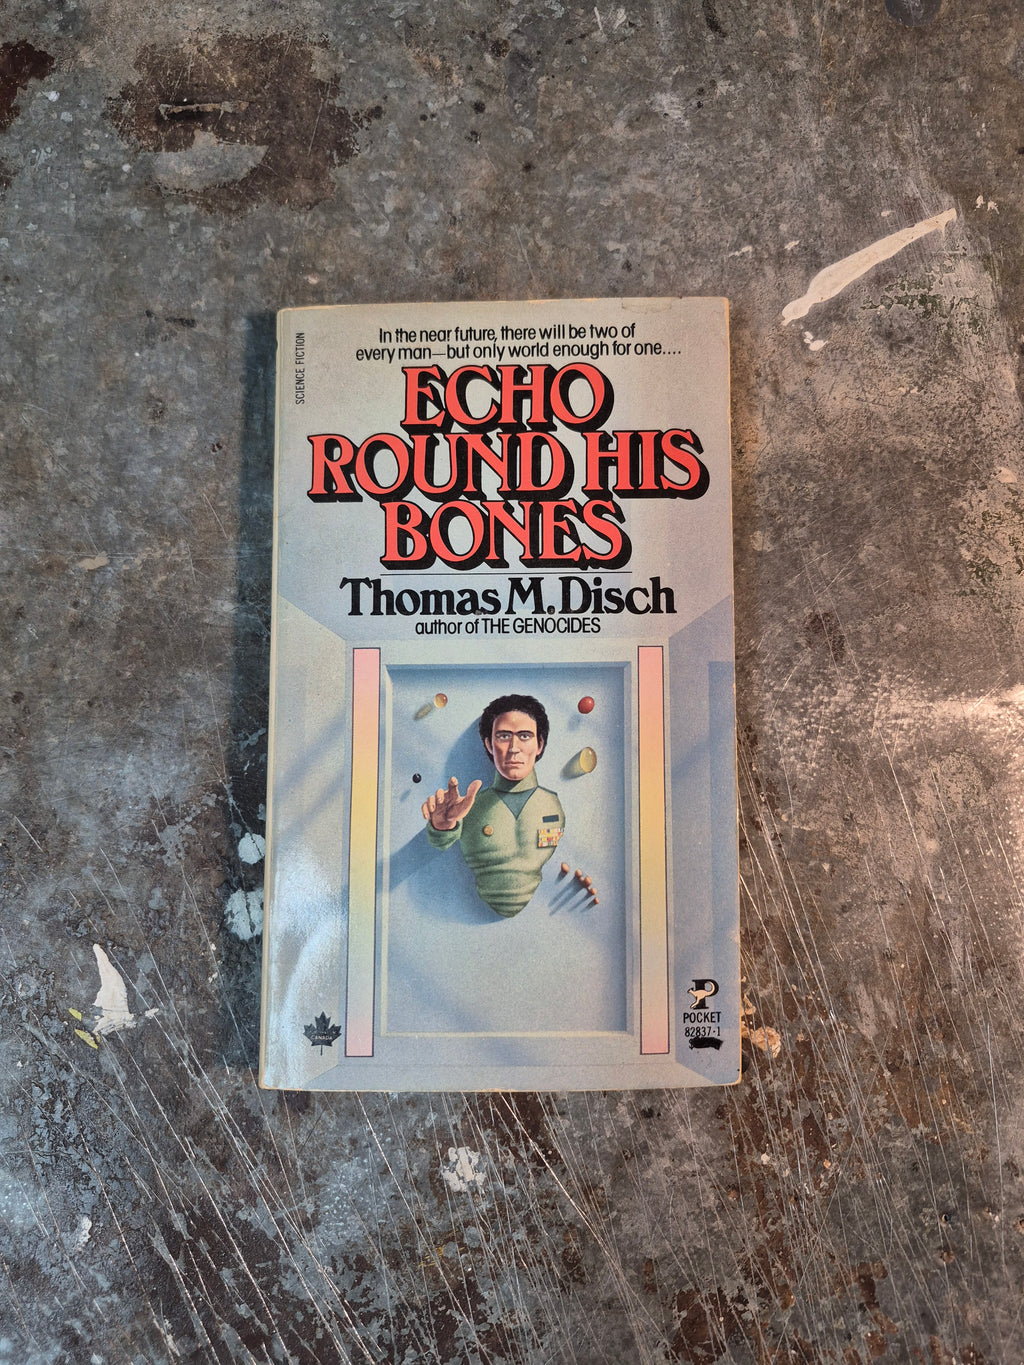 SCIENCE FICTION
In the near future, there will be two of
every man—but only world enough for one....
ECHO
ROUND HIS
BONES
Thomas M. Disch
author of THE GENOCIDES
CANADA
P
POCKET
82837-1
$